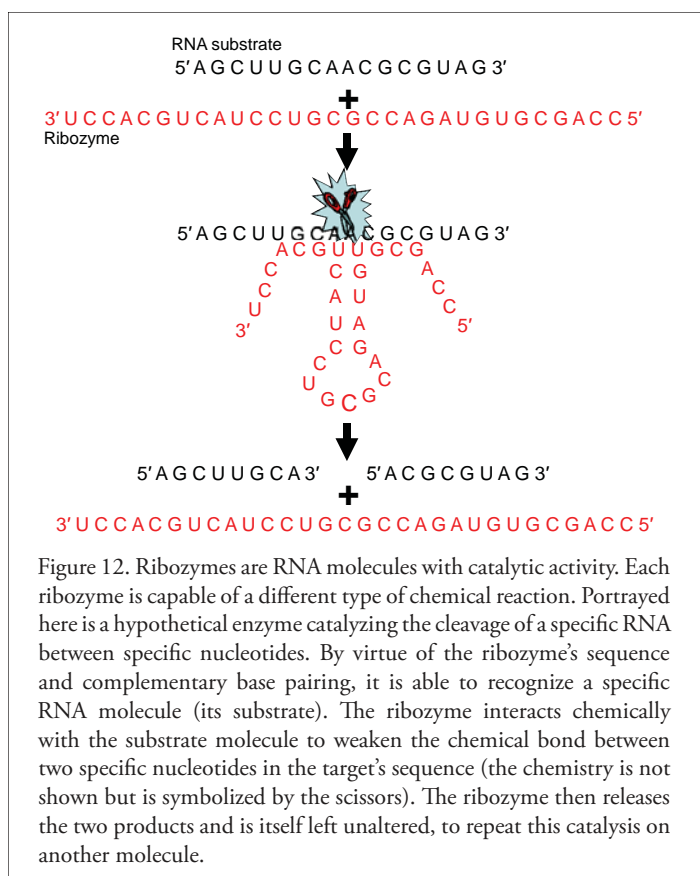 RNA substrate
5′ A G C U U G C A A C G C G U A G 3′
+
3′ U C C A C G U C A U C C U G C G C C A G A U G U G C G A C C 5′
Ribozyme
5′ A G C U U G C A A C G C G U A G 3′
A C G U U G C G
C C G A
C A U C
U U A C
3′ C G 5′
C A
U C
G C G
5′ A G C U U G C A 3′ 5′ A C G C G U A G 3′
+
3′ U C C A C G U C A U C C U G C G C C A G A U G U G C G A C C 5′
Figure 12. Ribozymes are RNA molecules with catalytic activity. Each
ribozyme is capable of a different type of chemical reaction. Portrayed
here is a hypothetical enzyme catalyzing the cleavage of a specific RNA
between specific nucleotides. By virtue of the ribozyme's sequence
and complementary base pairing, it is able to recognize a specific
RNA molecule (its substrate). The ribozyme interacts chemically
with the substrate molecule to weaken the chemical bond between
two specific nucleotides in the target's sequence (the chemistry is not
shown but is symbolized by the scissors). The ribozyme then releases
the two products and is itself left unaltered, to repeat this catalysis on
another molecule.